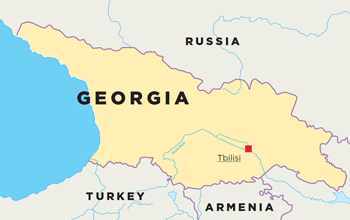 RUSSIA
GEORGIA
Tbilisi
TURKEY
ARMENIA